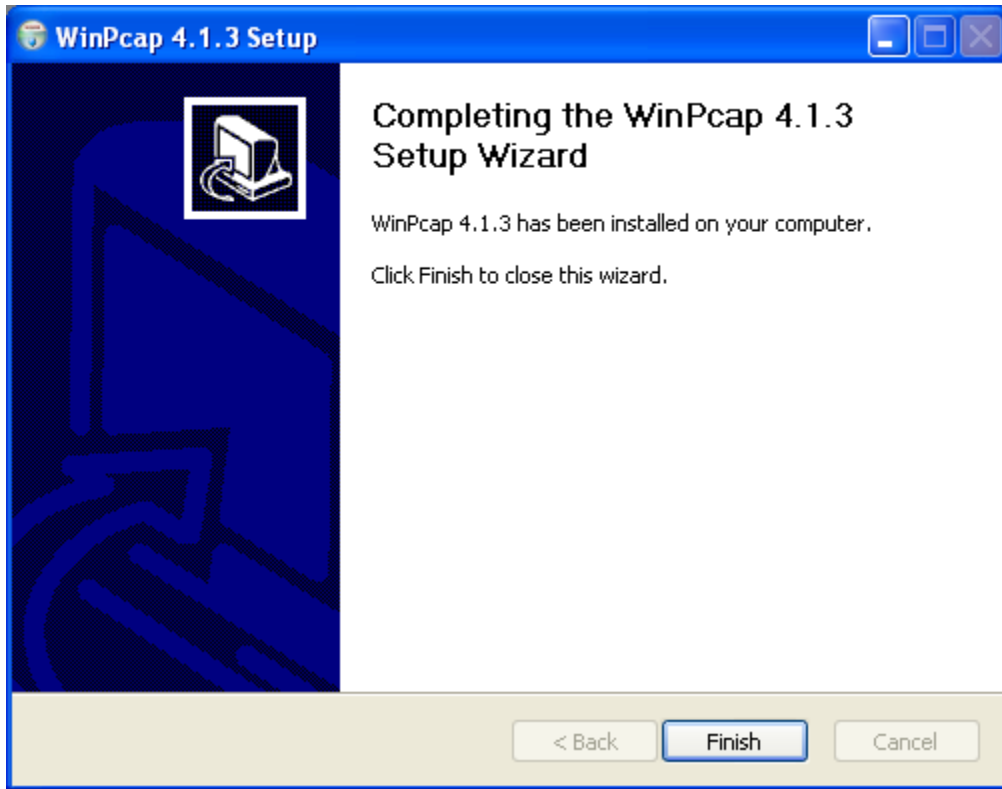 WinPcap 4.1.3 Setup
Completing the WinPcap 4.1.3
Setup Wizard
WinPcap 4.1.3 has been installed on your computer.
Click Finish to close this wizard.
< Back
Finish
Cancel